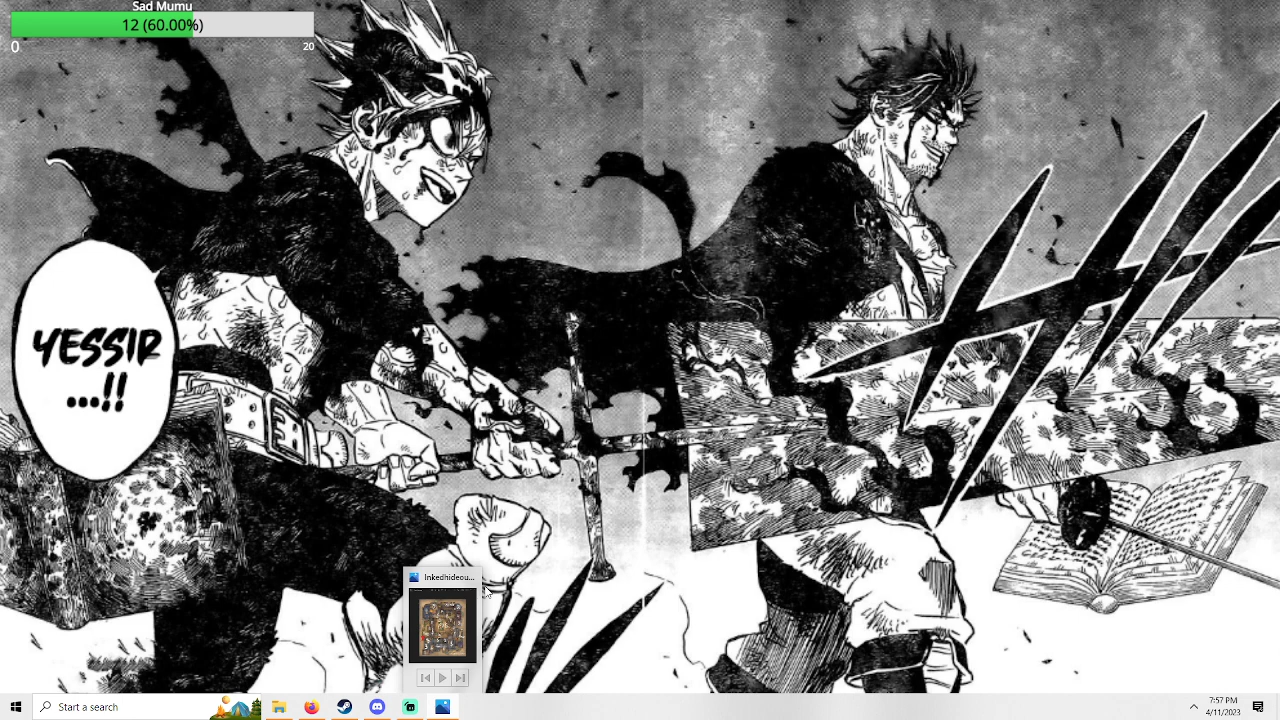 Sad Mumu
12 (60.00%)
0
20
YESSIR
...!!
Inkedhideou...
Start a search
7:57 PM
4/11/2023